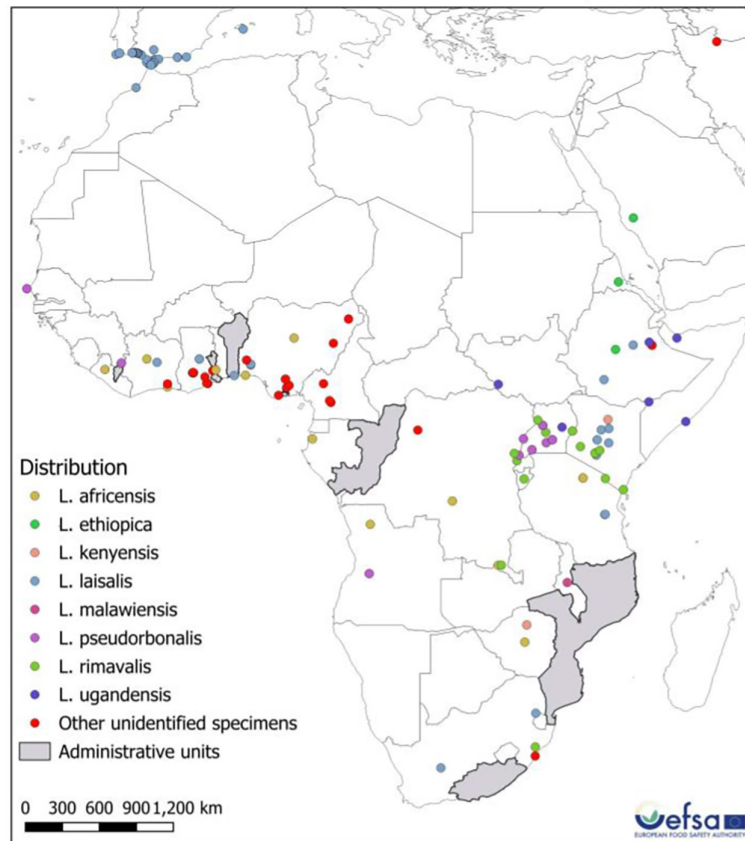 Distribution
L. africensis
L. ethiopica
L. kenyensis
L. laisalis
L. malawiensis
L. pseudorbonalis
L. rimavalis
L. ugandensis
Other unidentified specimens
Administrative units
0 300 600 900 1,200 km
efsa
EUROPEAN FOOD SAFETY AUTHORITY